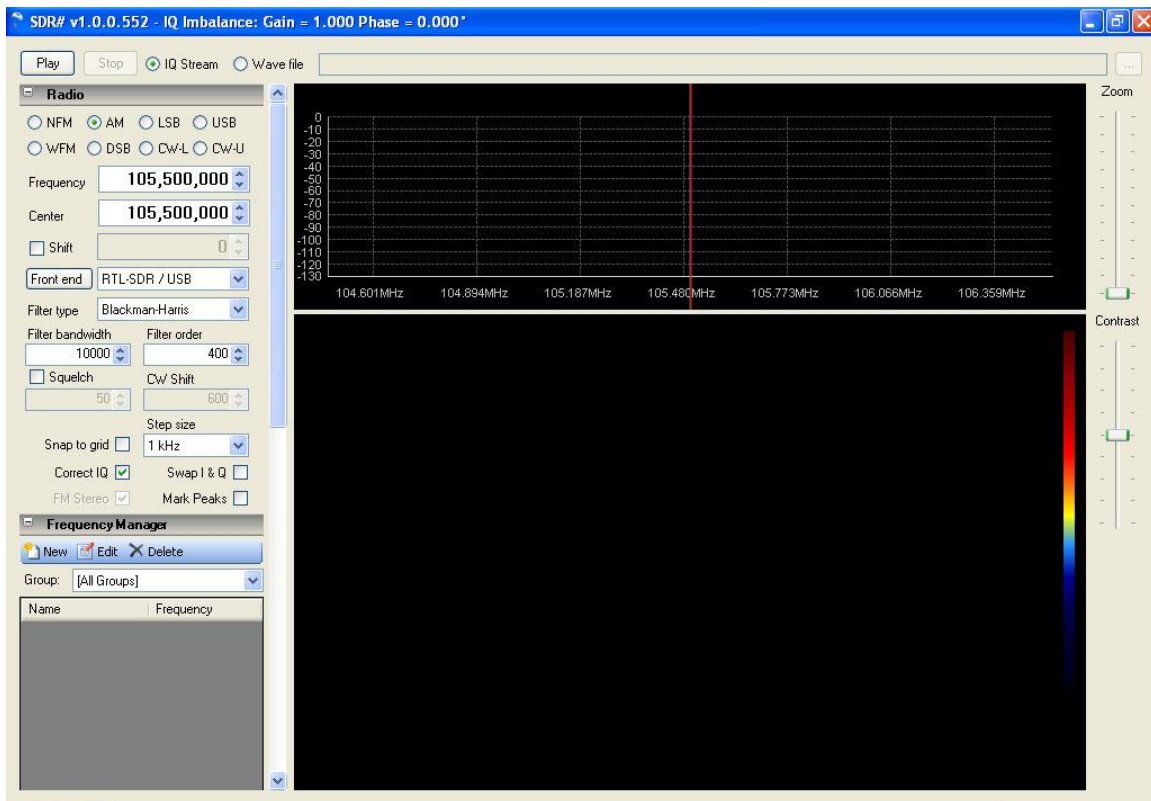 SDR# v1.0.0.552 - IQ Imbalance: Gain = 1.000 Phase = 0.000°
Play Stop IQ Stream Wave file ...
Radio
NFM AM LSB USB
WFM DSB CW-L CW-U
Frequency 105,500,000
Center 105,500,000
Shift 0
Front end RTL-SDR / USB
Filter type Blackman-Harris
Filter bandwidth Filter order
10000 400
Squelch CW Shift
50 600
Step size
Snap to grid 1 kHz
Correct IQ Swap I & Q
FM Stereo Mark Peaks
Frequency Manager
New Edit Delete
Group: [All Groups]
Name Frequency
0
-10
-20
-30
-40
-50
-60
-70
-80
-90
-100
-110
-120
-130
104.601MHz 104.894MHz 105.187MHz 105.480MHz 105.773MHz 106.066MHz 106.359MHz
Zoom
Contrast